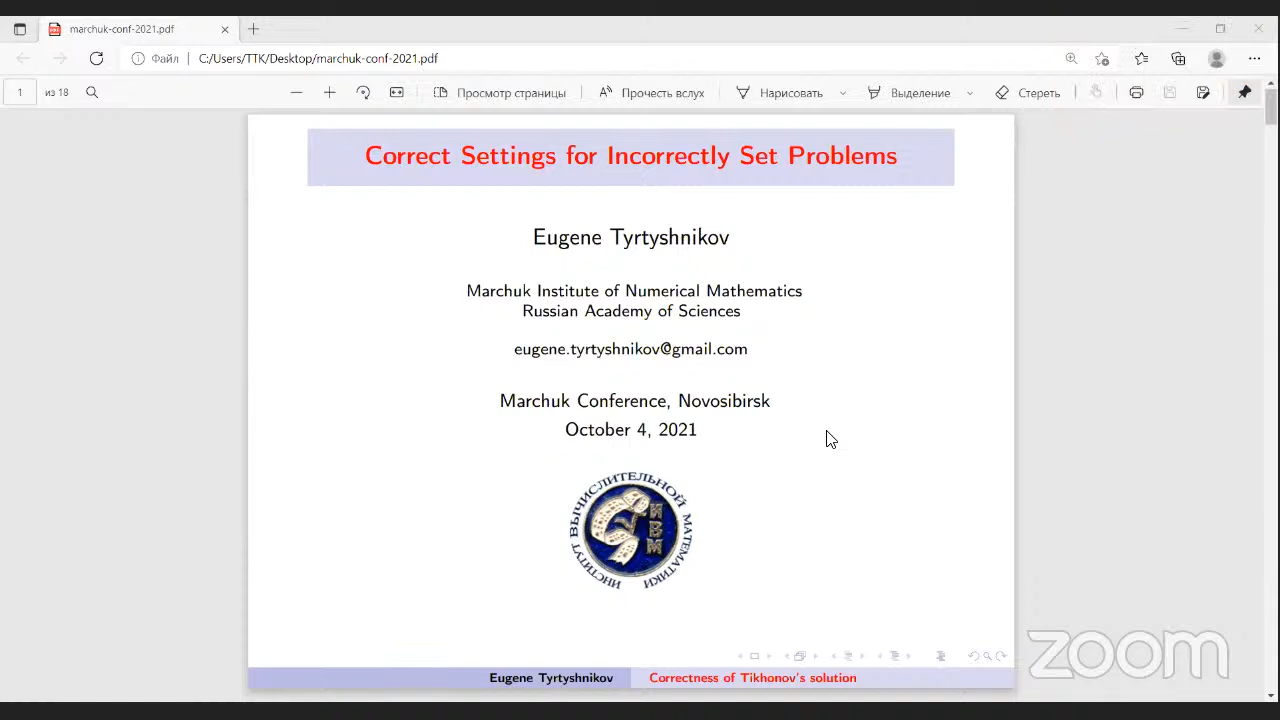 marchuk-conf-2021.pdf
Файл
C:/Users/TTK/Desktop/marchuk-conf-2021.pdf
1 из 18
Просмотр страницы
Прочесть вслух
Нарисовать
Выделение
Стереть
Correct Settings for Incorrectly Set Problems
Eugene Tyrtyshnikov
Marchuk Institute of Numerical Mathematics
Russian Academy of Sciences
eugene.tyrtyshnikov@gmail.com
Marchuk Conference, Novosibirsk
October 4, 2021
ИНСТИТУТ ВЫЧИСЛИТЕЛЬНОЙ МАТЕМАТИКИ
ИВМ
Eugene Tyrtyshnikov
Correctness of Tikhonov's solution
zoom